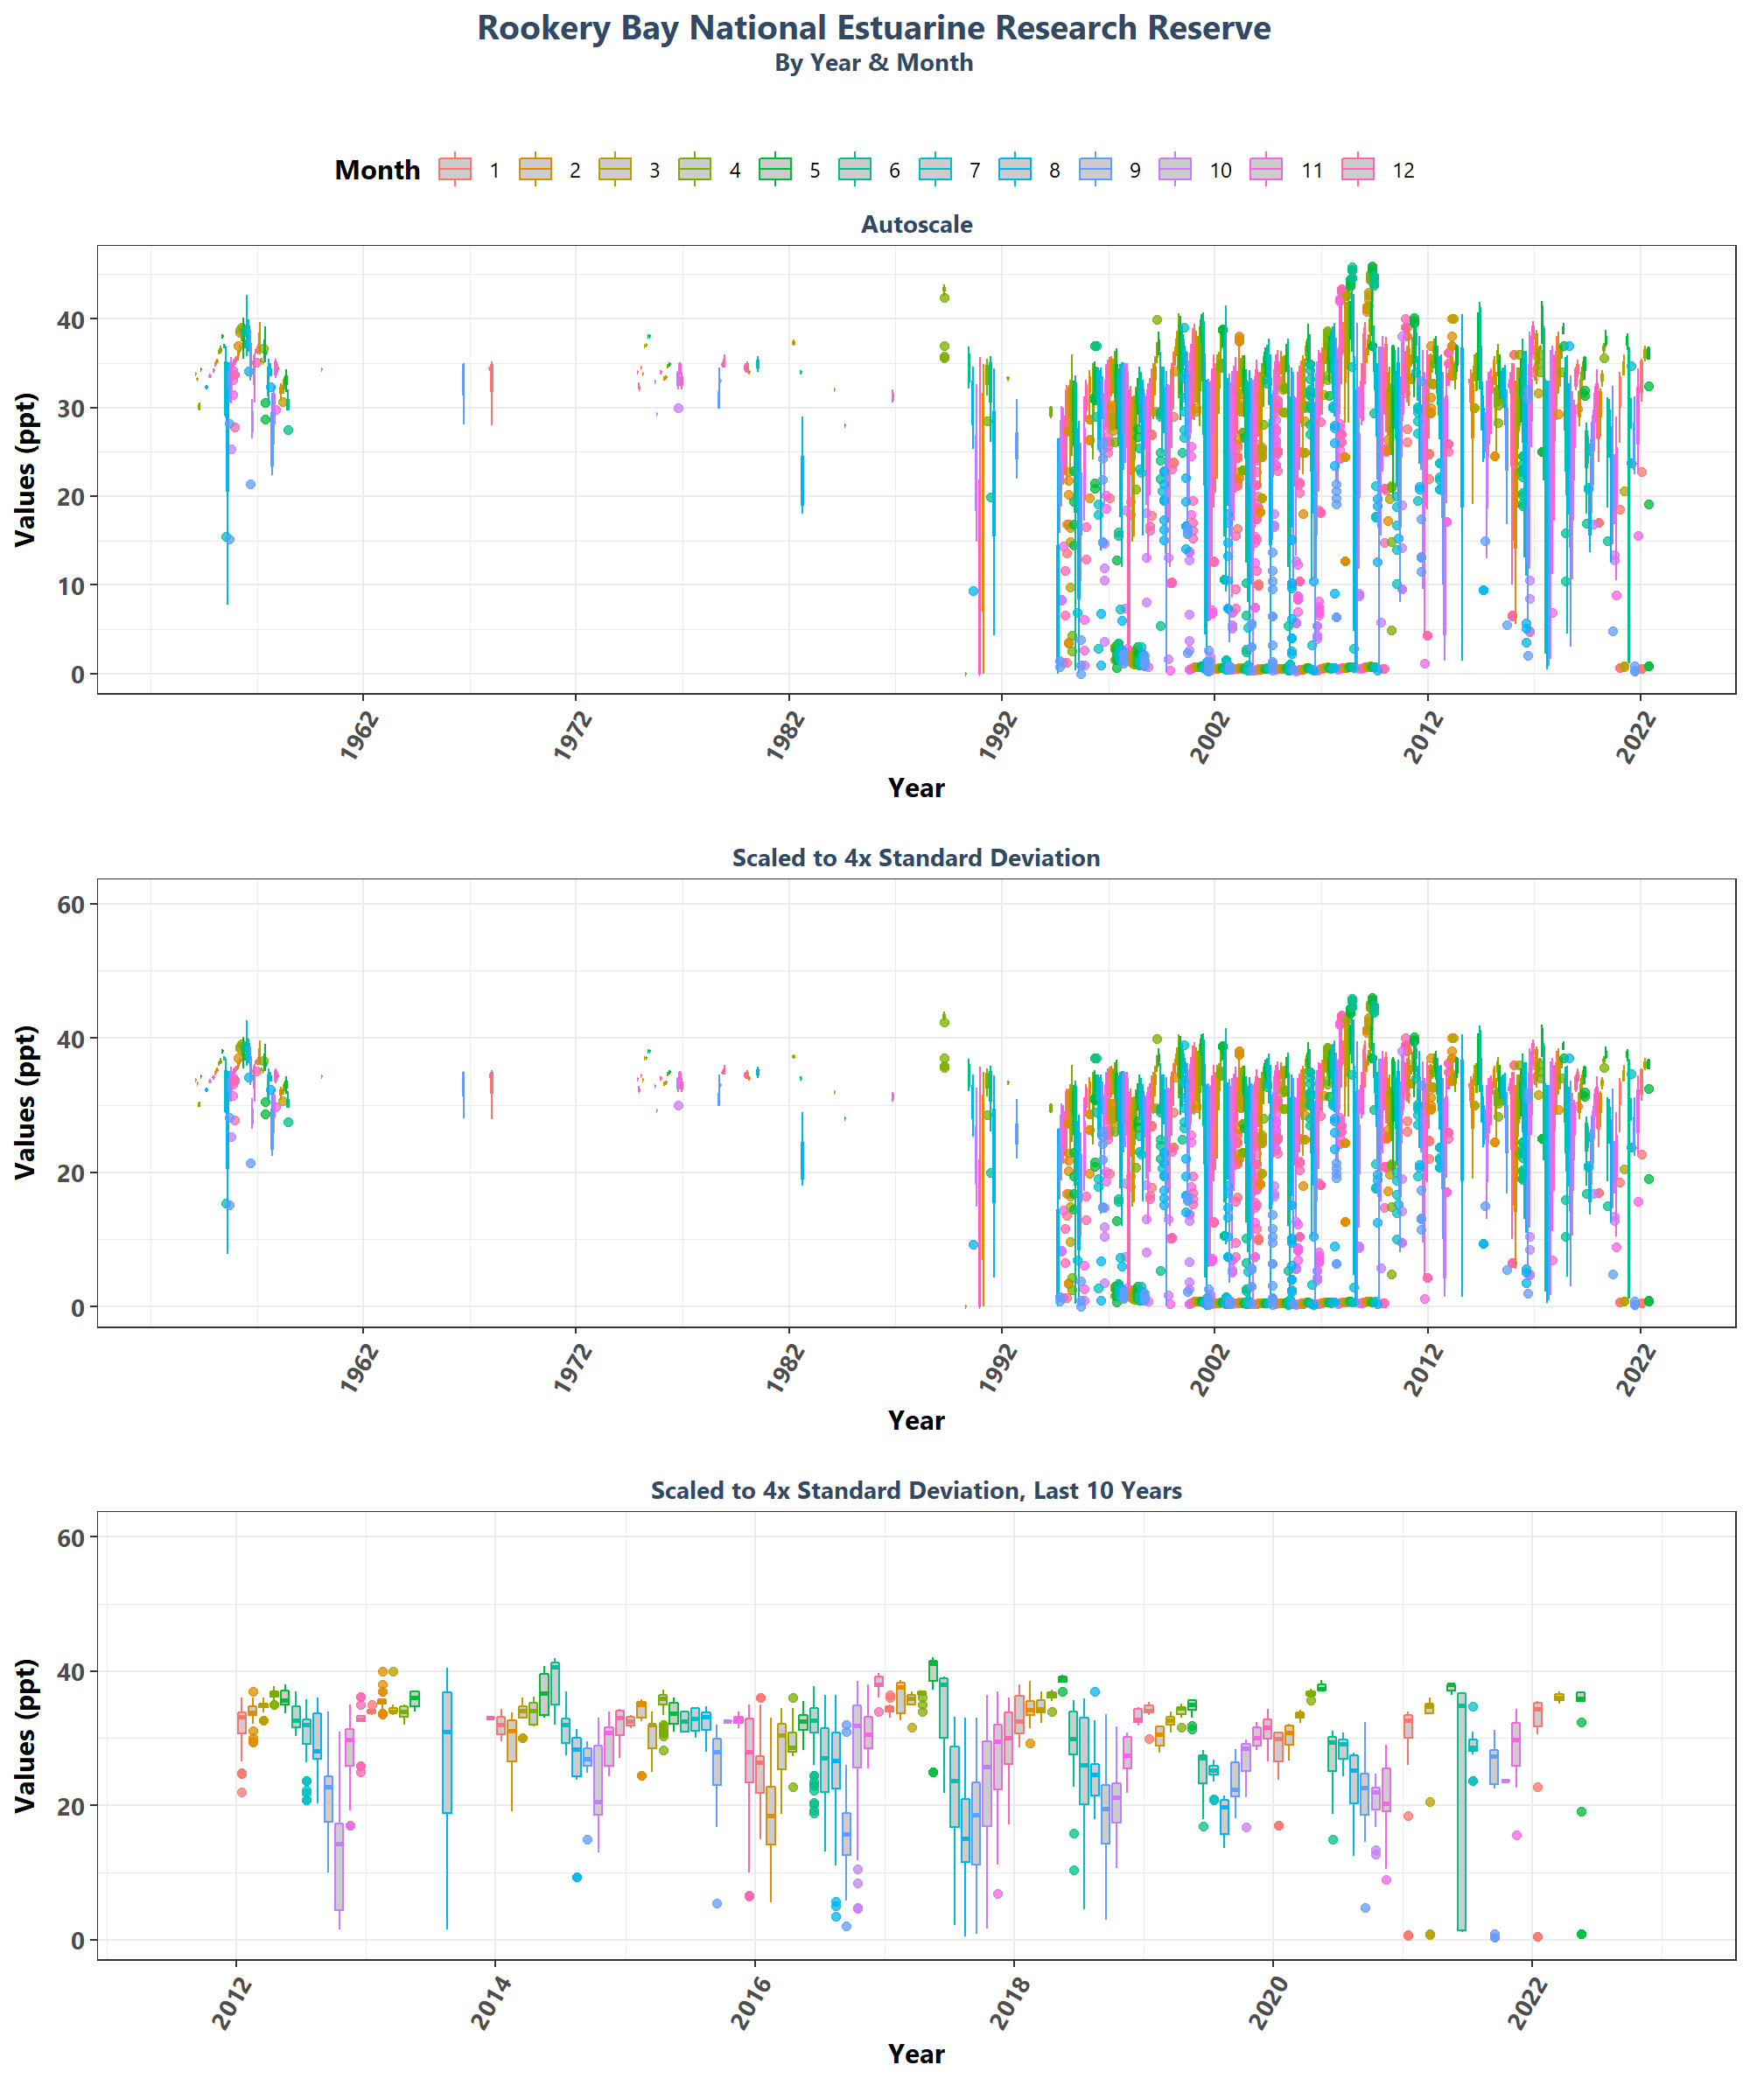 Rookery Bay National Estuarine Research Reserve
By Year & Month
Month 1 2 3 4 5 6 7 8 9 10 11 12
Autoscale
Values (ppt)
40
30
20
10
0
1962 1972 1982 1992 2002 2012 2022
Year
Scaled to 4x Standard Deviation
Values (ppt)
60
40
20
0
1962 1972 1982 1992 2002 2012 2022
Year
Scaled to 4x Standard Deviation, Last 10 Years
Values (ppt)
60
40
20
0
2012 2014 2016 2018 2020 2022
Year